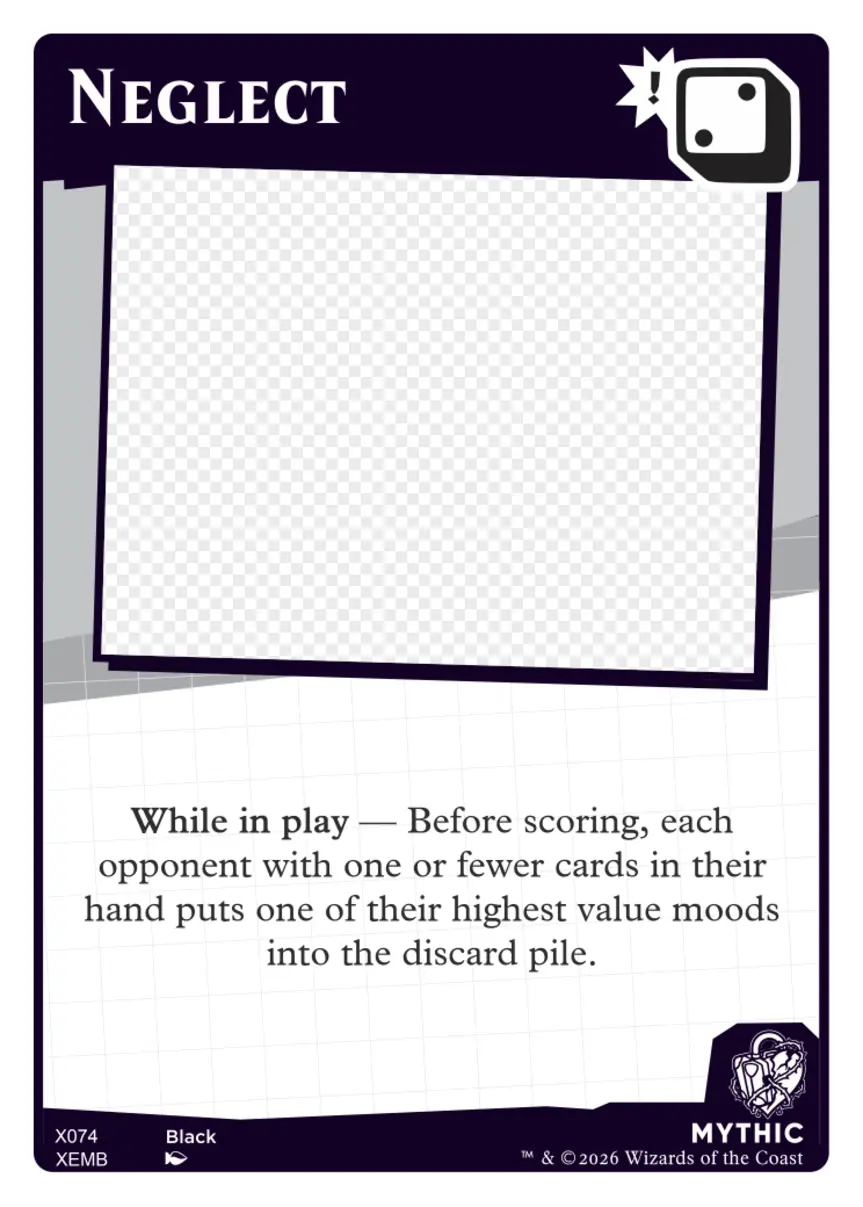 Neglect
!
While in play — Before scoring, each
opponent with one or fewer cards in their
hand puts one of their highest value moods
into the discard pile.
X074
Black
MYTHIC
XEMB
™ & ©2026 Wizards of the Coast